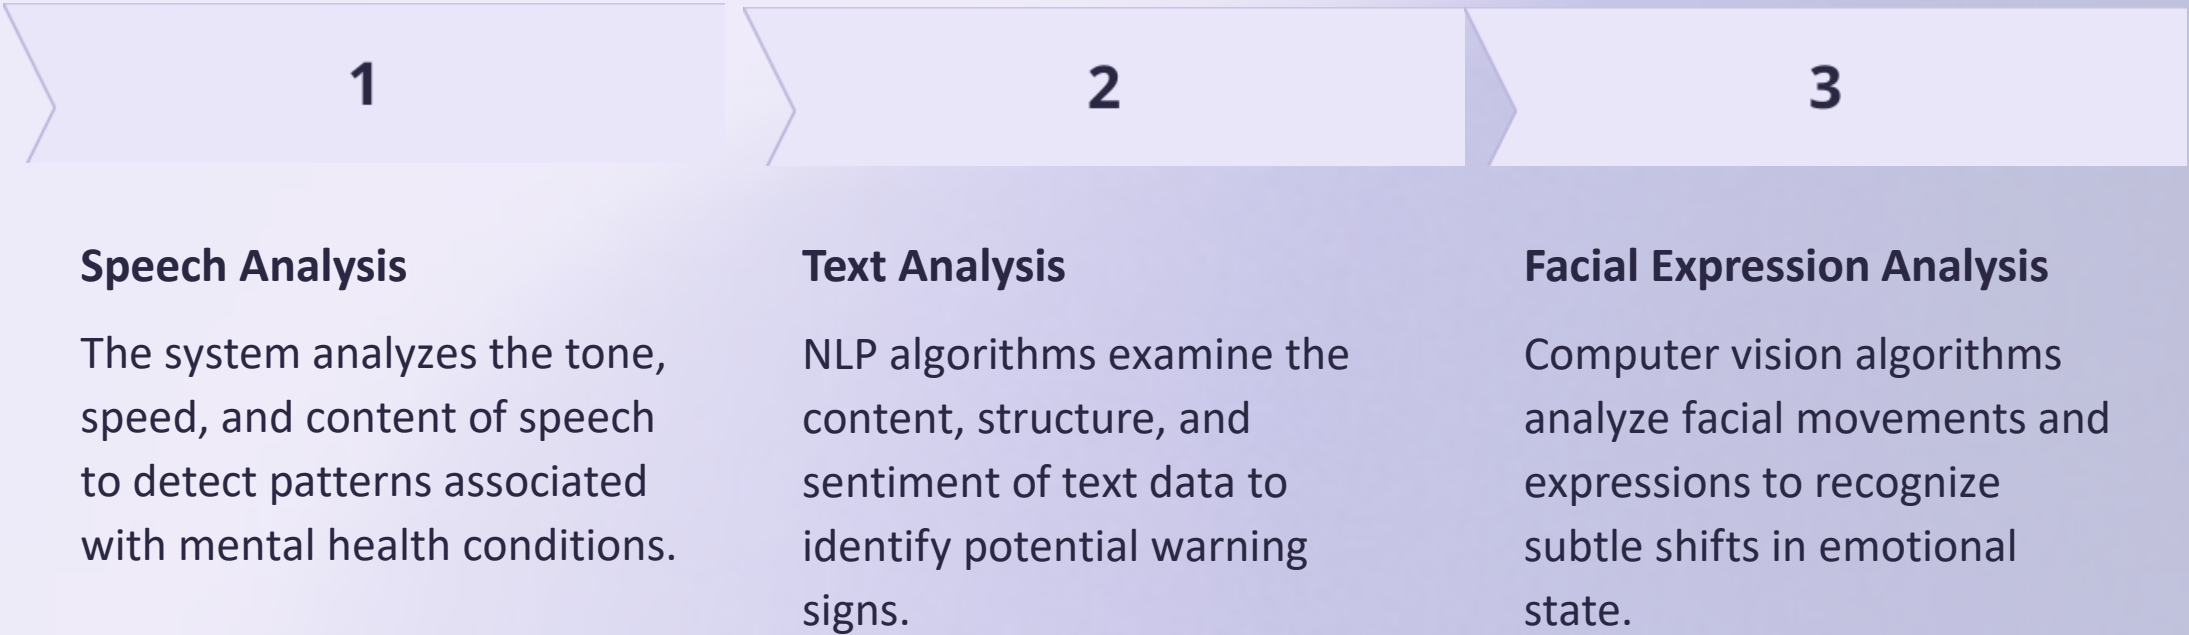 1
2
3
Speech Analysis
The system analyzes the tone,
speed, and content of speech
to detect patterns associated
with mental health conditions.
Text Analysis
NLP algorithms examine the
content, structure, and
sentiment of text data to
identify potential warning
signs.
Facial Expression Analysis
Computer vision algorithms
analyze facial movements and
expressions to recognize
subtle shifts in emotional
state.